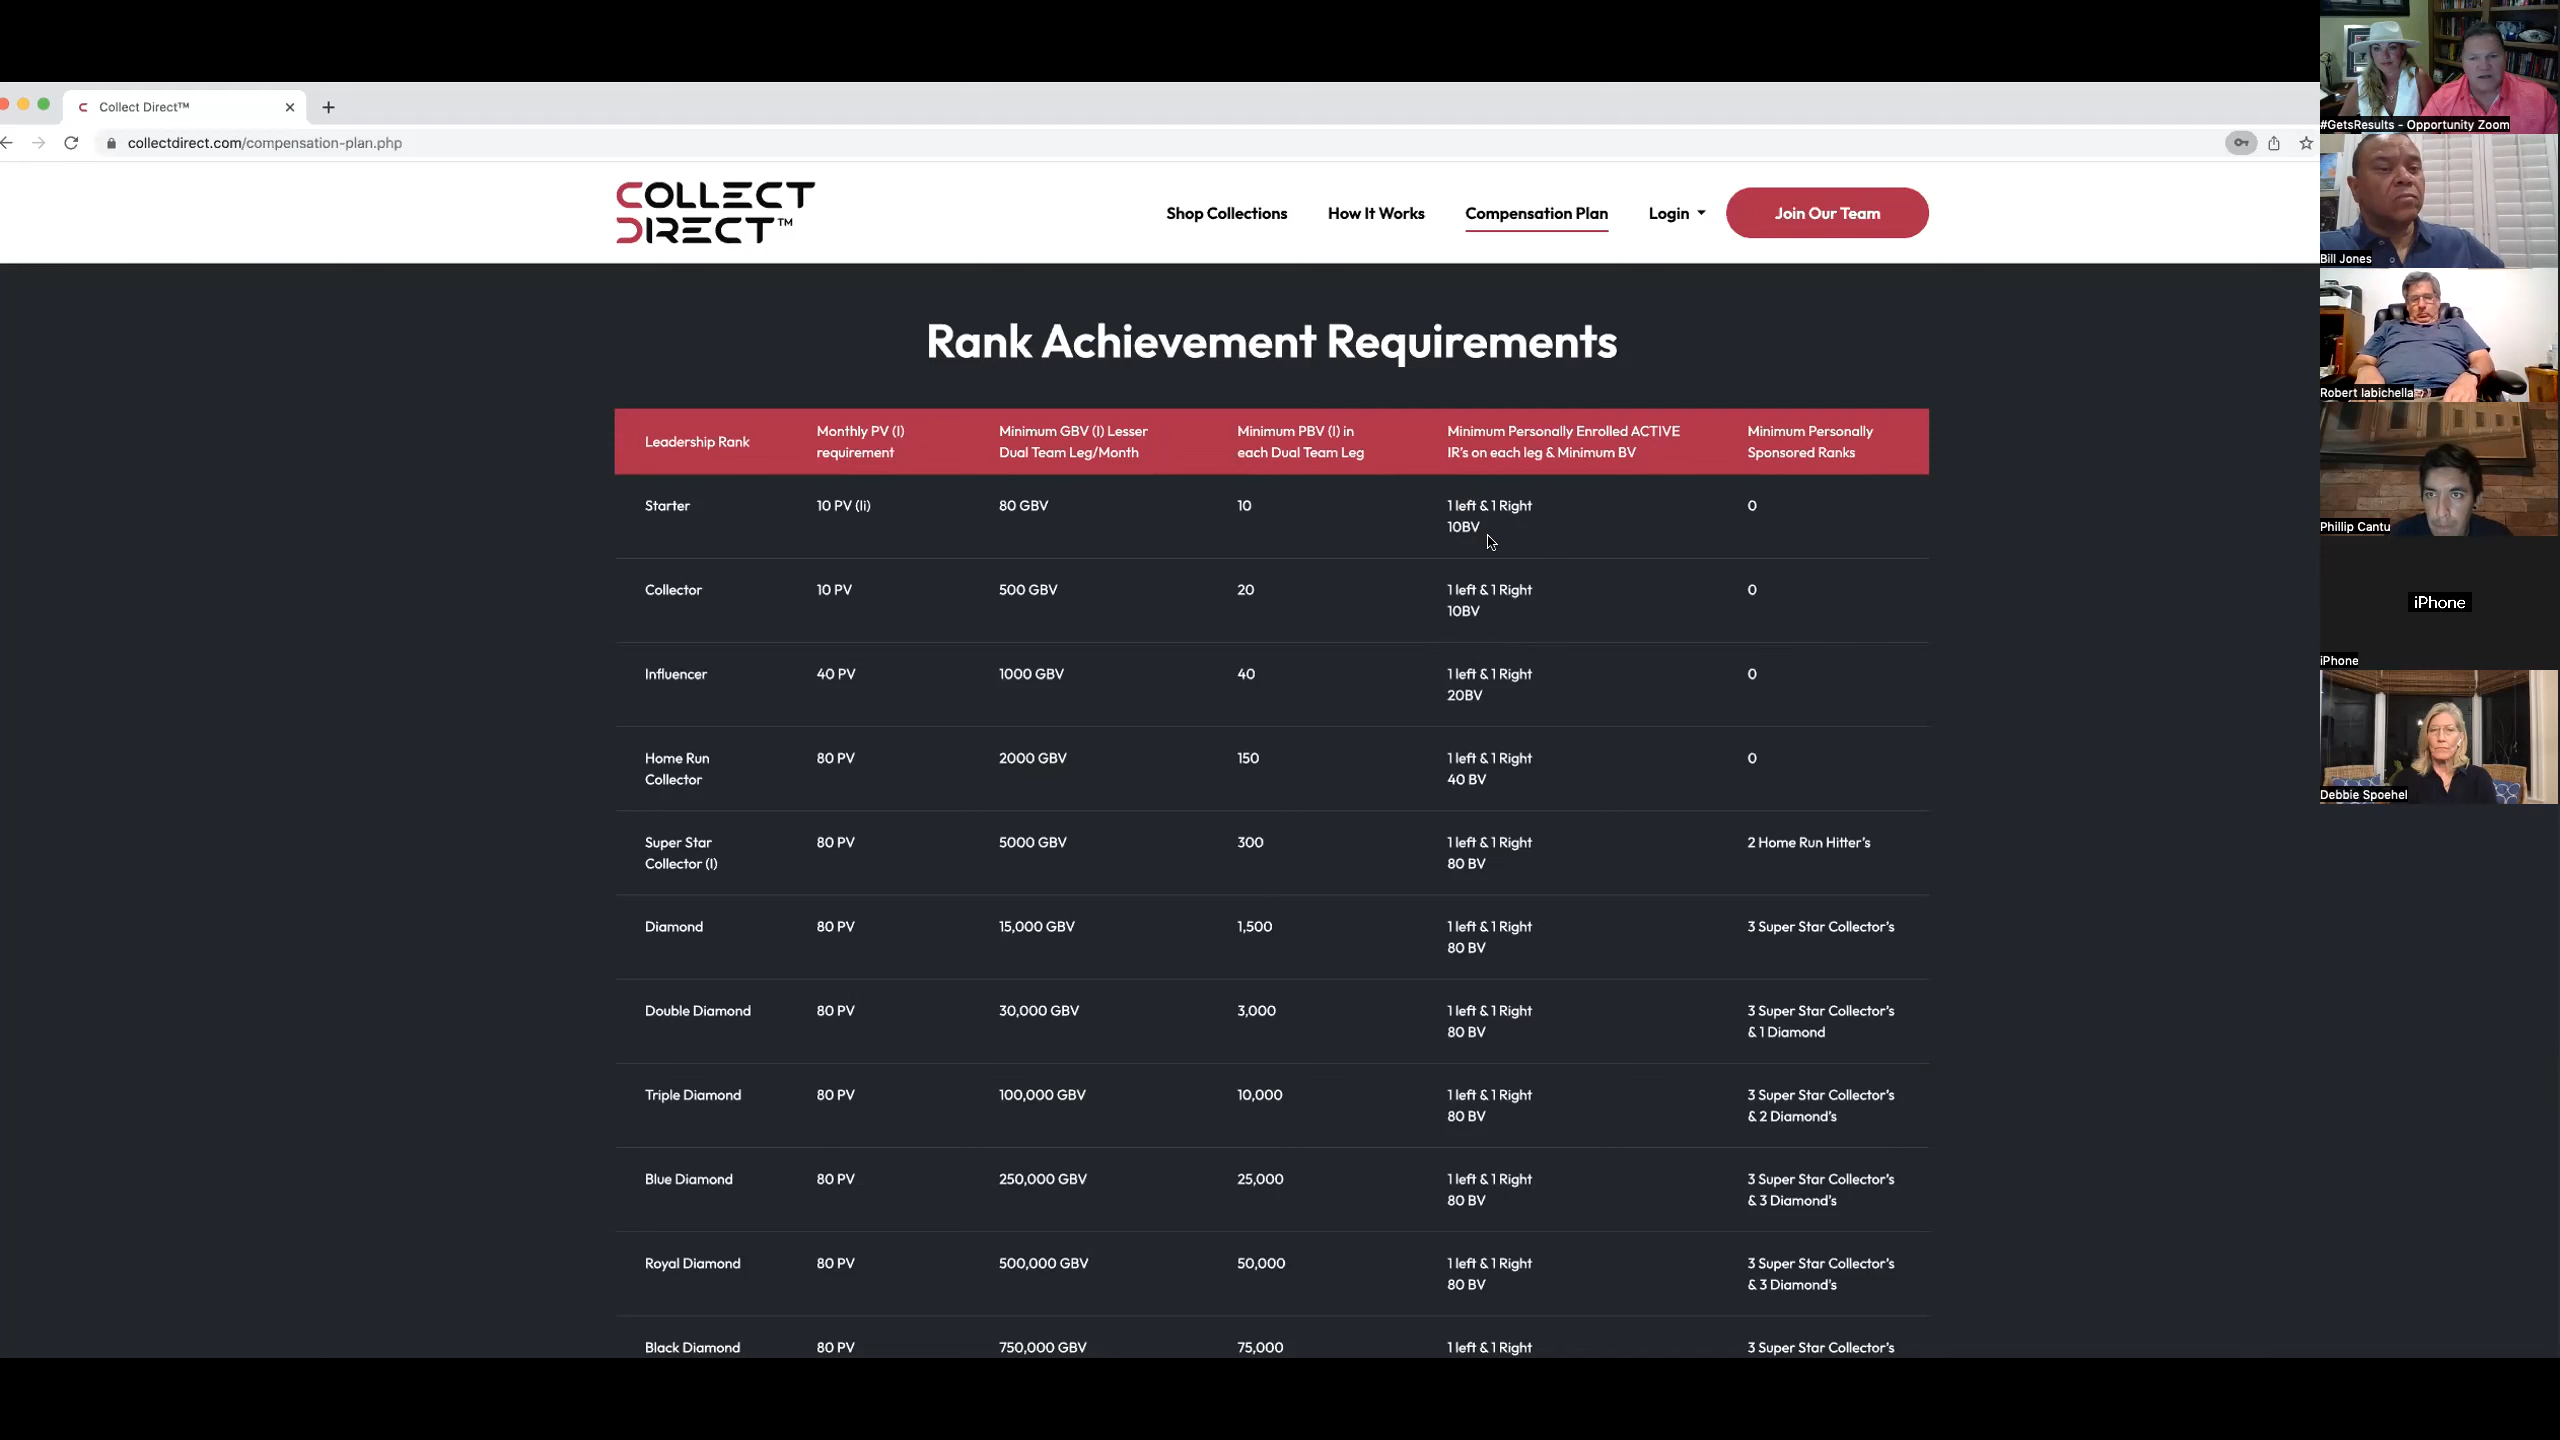 Collect Direct™
collectdirect.com/compensation-plan.php
COLLECT
DIRECT™
Shop Collections
How It Works
Compensation Plan
Login
Join Our Team
Rank Achievement Requirements
Leadership Rank
Monthly PV (I)
requirement
Minimum GBV (I) Lesser
Dual Team Leg/Month
Minimum PBV (I) in
each Dual Team Leg
Minimum Personally Enrolled ACTIVE
IR's on each leg & Minimum BV
Minimum Personally
Sponsored Ranks
Starter
10 PV (Ii)
80 GBV
10
1 left & 1 Right
10BV
0
Collector
10 PV
500 GBV
20
1 left & 1 Right
10BV
0
Influencer
40 PV
1000 GBV
40
1 left & 1 Right
20BV
0
Home Run
Collector
80 PV
2000 GBV
150
1 left & 1 Right
40 BV
0
Super Star
Collector (I)
80 PV
5000 GBV
300
1 left & 1 Right
80 BV
2 Home Run Hitter's
Diamond
80 PV
15,000 GBV
1,500
1 left & 1 Right
80 BV
3 Super Star Collector's
Double Diamond
80 PV
30,000 GBV
3,000
1 left & 1 Right
80 BV
3 Super Star Collector's
& 1 Diamond
Triple Diamond
80 PV
100,000 GBV
10,000
1 left & 1 Right
80 BV
3 Super Star Collector's
& 2 Diamond's
Blue Diamond
80 PV
250,000 GBV
25,000
1 left & 1 Right
80 BV
3 Super Star Collector's
& 3 Diamond's
Royal Diamond
80 PV
500,000 GBV
50,000
1 left & 1 Right
80 BV
3 Super Star Collector's
& 3 Diamond's
Black Diamond
80 PV
750,000 GBV
75,000
1 left & 1 Right
3 Super Star Collector's
#GetsResults - Opportunity Zoom
Bill Jones
Robert Iabichella
Phillip Cantu
iPhone
iPhone
Debbie Spoehel